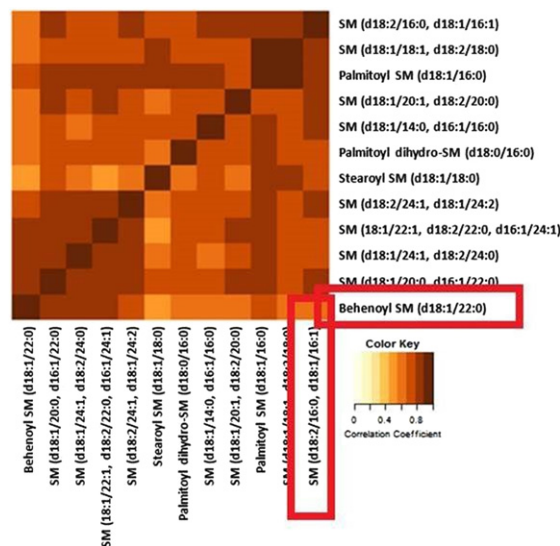 SM (d18:2/16:0, d18:1/16:1)
SM (d18:1/18:1, d18:2/18:0)
Palmitoyl SM (d18:1/16:0)
SM (d18:1/20:1, d18:2/20:0)
SM (d18:1/14:0, d16:1/16:0)
Palmitoyl dihydro-SM (d18:0/16:0)
Stearoyl SM (d18:1/18:0)
SM (d18:2/24:1, d18:1/24:2)
SM (18:1/22:1, d18:2/22:0, d16:1/24:1)
SM (d18:1/24:1, d18:2/24:0)
SM (d18:1/20:0, d16:1/22:0)
Behenoyl SM (d18:1/22:0)
Behenoyl SM (d18:1/22:0)
SM (d18:1/20:0, d16:1/22:0)
SM (d18:1/24:1, d18:2/24:0)
SM (18:1/22:1, d18:2/22:0, d16:1/24:1)
SM (d18:2/24:1, d18:1/24:2)
Stearoyl SM (d18:1/18:0)
Palmitoyl dihydro-SM (d18:0/16:0)
SM (d18:1/14:0, d16:1/16:0)
SM (d18:1/20:1, d18:2/20:0)
Palmitoyl SM (d18:1/16:0)
SM (d18:1/18:1, d18:2/18:0)
SM (d18:2/16:0, d18:1/16:1)
Color Key
0 0.4 0.8
Correlation Coefficient